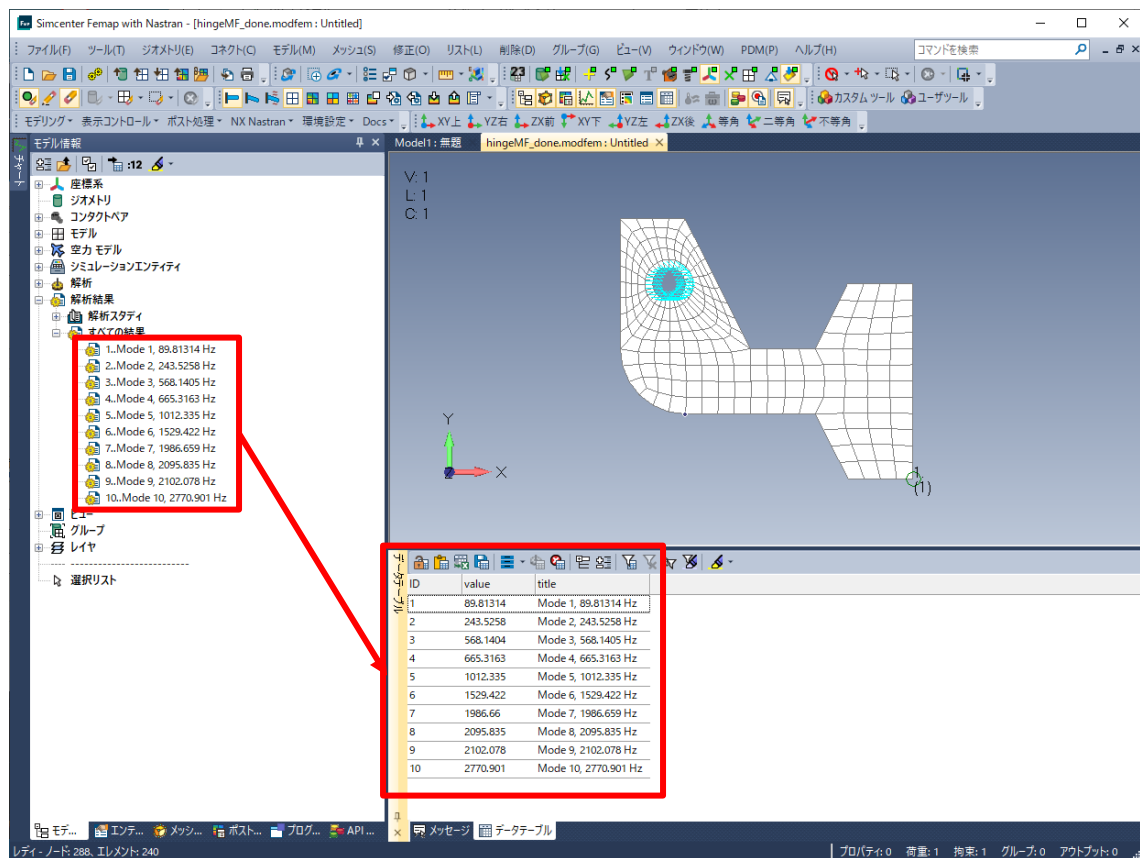 Simcenter Femap with Nastran - [hingeMF_done.modfem : Untitled]
ファイル(F) ツール(T) ジオメトリ(E) コネクト(C) モデル(M) メッシュ(S) 修正(O) リスト(L) 削除(D) グループ(G) ビュー(V) ウィンドウ(W) PDM(P) ヘルプ(H) コマンドを検索
カスタム ツール ユーザツール
モデリング 表示コントロール ポスト処理 NX Nastran 環境設定 Docs XY上 YZ右 ZX前 XY下 YZ左 ZX後 等角 二等角 不等角
モデル情報
Model1 : 無題 hingeMF_done.modfem : Untitled
チャート
:12
座標系
ジオメトリ
コンタクトペア
モデル
空力 モデル
シミュレーションエンティティ
解析
解析結果
解析スタディ
すべての結果
1..Mode 1, 89.81314 Hz
2..Mode 2, 243.5258 Hz
3..Mode 3, 568.1405 Hz
4..Mode 4, 665.3163 Hz
5..Mode 5, 1012.335 Hz
6..Mode 6, 1529.422 Hz
7..Mode 7, 1986.659 Hz
8..Mode 8, 2095.835 Hz
9..Mode 9, 2102.078 Hz
10..Mode 10, 2770.901 Hz
ビュー
グループ
レイヤ
選択リスト
V: 1
L: 1
C: 1
Y
X
1
(1)
データテーブル
ID value title
1 89.81314 Mode 1, 89.81314 Hz
2 243.5258 Mode 2, 243.5258 Hz
3 568.1404 Mode 3, 568.1405 Hz
4 665.3163 Mode 4, 665.3163 Hz
5 1012.335 Mode 5, 1012.335 Hz
6 1529.422 Mode 6, 1529.422 Hz
7 1986.66 Mode 7, 1986.659 Hz
8 2095.835 Mode 8, 2095.835 Hz
9 2102.078 Mode 9, 2102.078 Hz
10 2770.901 Mode 10, 2770.901 Hz
モデ... エンテ... メッシ... ポスト... プログ... API ...
メッセージ データテーブル
レディ - ノード: 288, エレメント: 240
プロパティ: 0 荷重: 1 拘束: 1 グループ: 0 アウトプット: 0